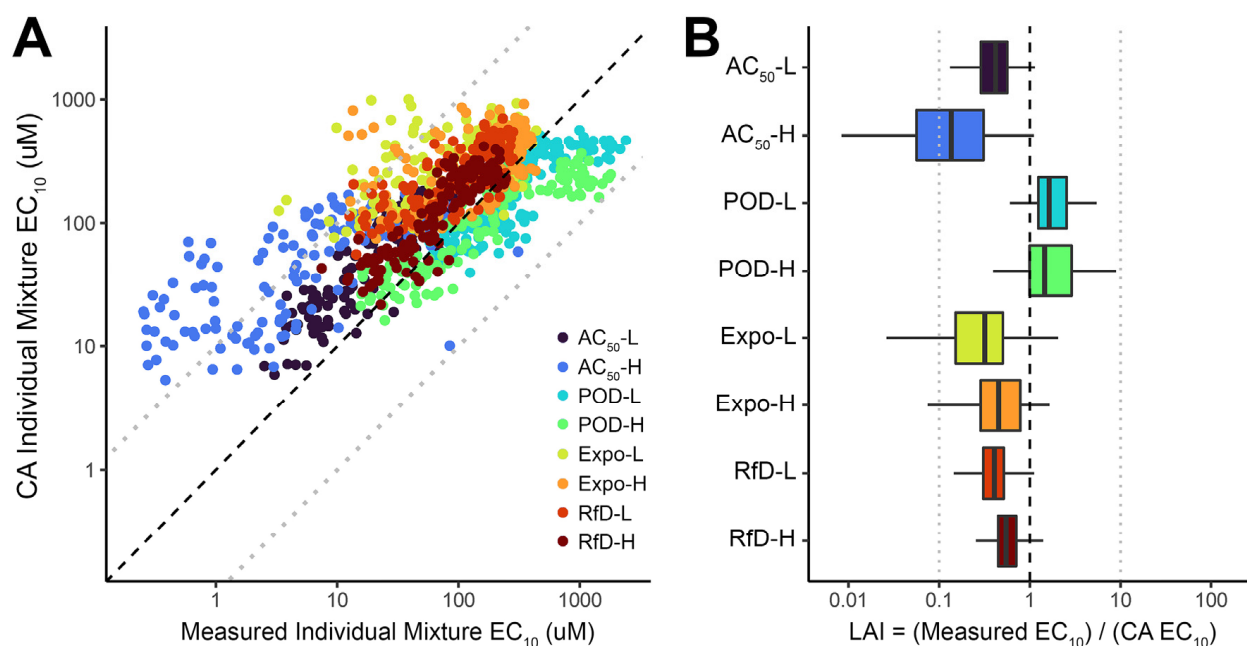 A
CA Individual Mixture EC₁₀ (uM)
1000
100
10
1
1
10
100
1000
Measured Individual Mixture EC₁₀ (uM)
AC₅₀-L
AC₅₀-H
POD-L
POD-H
Expo-L
Expo-H
RfD-L
RfD-H
B
AC₅₀-L
AC₅₀-H
POD-L
POD-H
Expo-L
Expo-H
RfD-L
RfD-H
0.01
0.1
1
10
100
LAI = (Measured EC₁₀) / (CA EC₁₀)